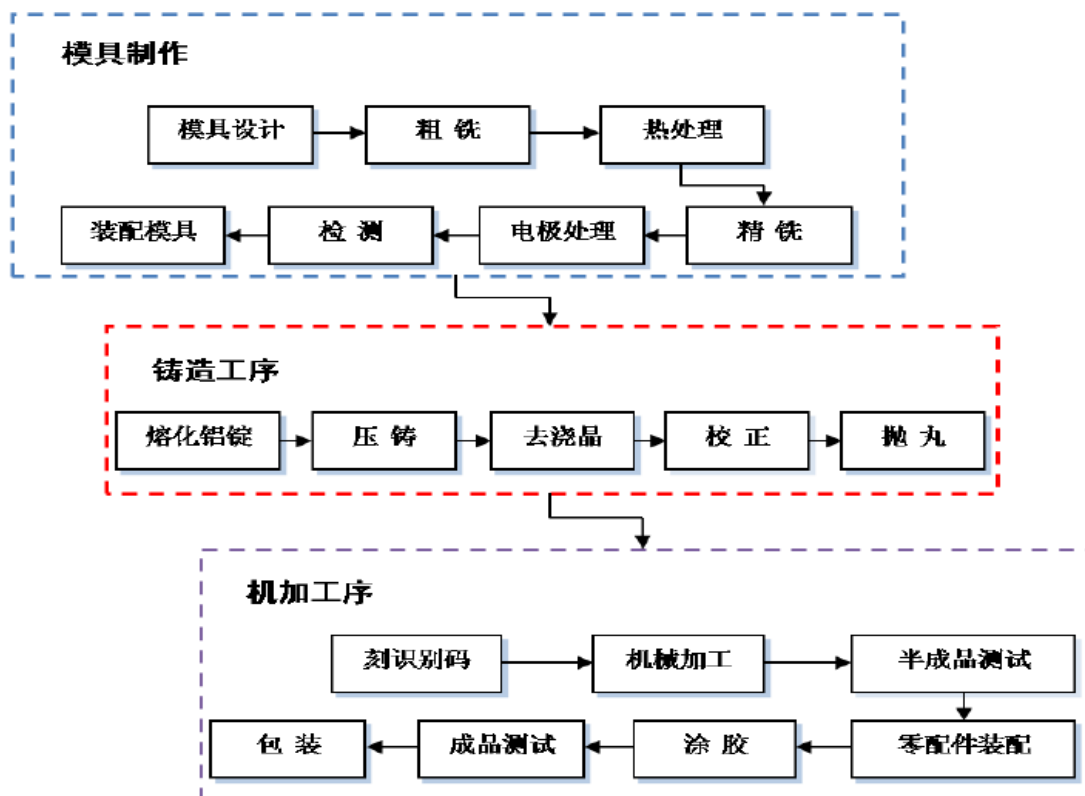 模具制作
模具设计
粗 铣
热处理
精 铣
电极处理
检 测
装配模具
铸造工序
熔化铝锭
压 铸
去浇品
校 正
抛 丸
机加工序
刻识别码
机械加工
半成品测试
零配件装配
涂 胶
成品测试
包 装